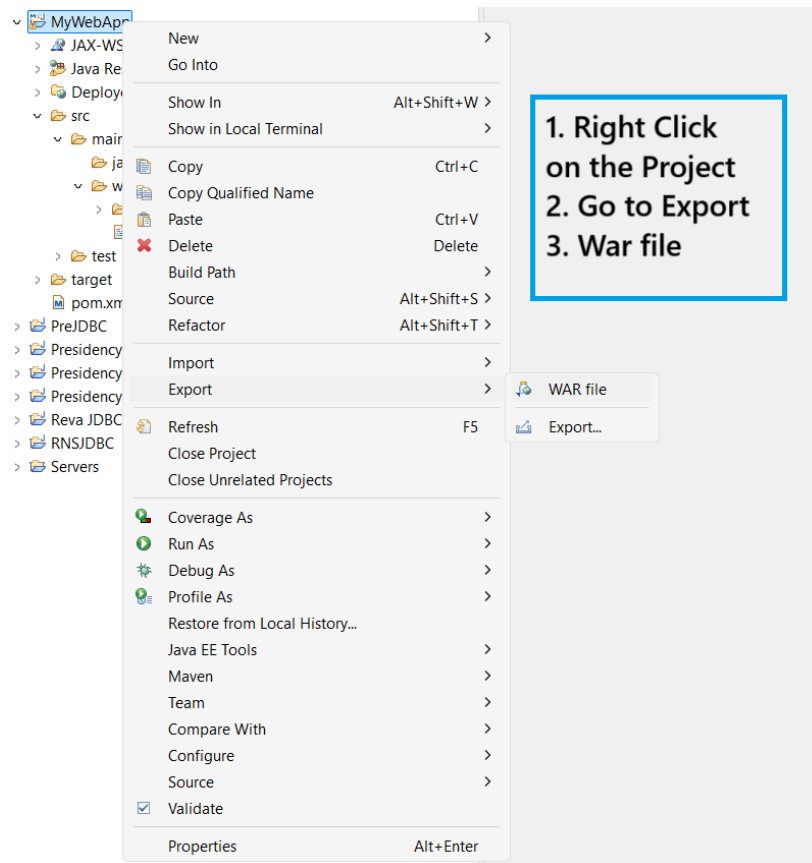 MyWebApp
JAX-WS
Java Re
Deploy
src
main
ja
w
test
target
pom.xm
PreJDBC
Presidency
Presidency
Presidency
Reva JDBC
RNSJDBC
Servers
New
Go Into
Show In Alt+Shift+W
Show in Local Terminal
Copy Ctrl+C
Copy Qualified Name
Paste Ctrl+V
Delete Delete
Build Path
Source Alt+Shift+S
Refactor Alt+Shift+T
Import
Export
Refresh F5
Close Project
Close Unrelated Projects
Coverage As
Run As
Debug As
Profile As
Restore from Local History...
Java EE Tools
Maven
Team
Compare With
Configure
Source
Validate
Properties Alt+Enter
WAR file
Export...
1. Right Click
on the Project
2. Go to Export
3. War file